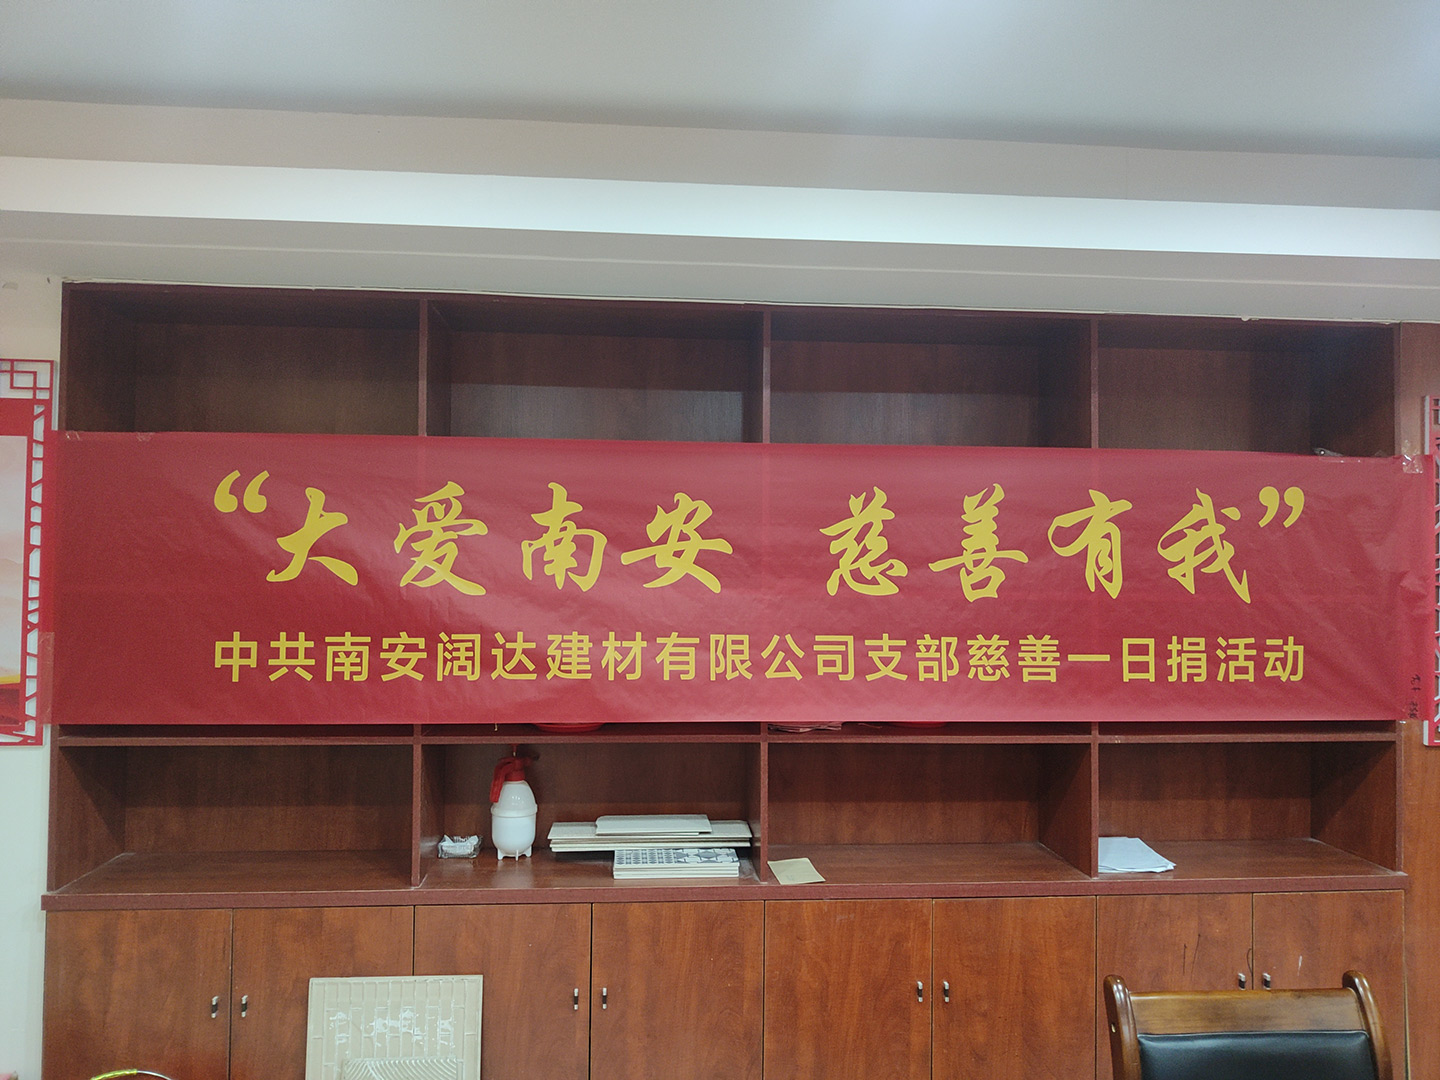 “大爱南安 慈善有我”
中共南安阔达建材有限公司支部慈善一日捐活动